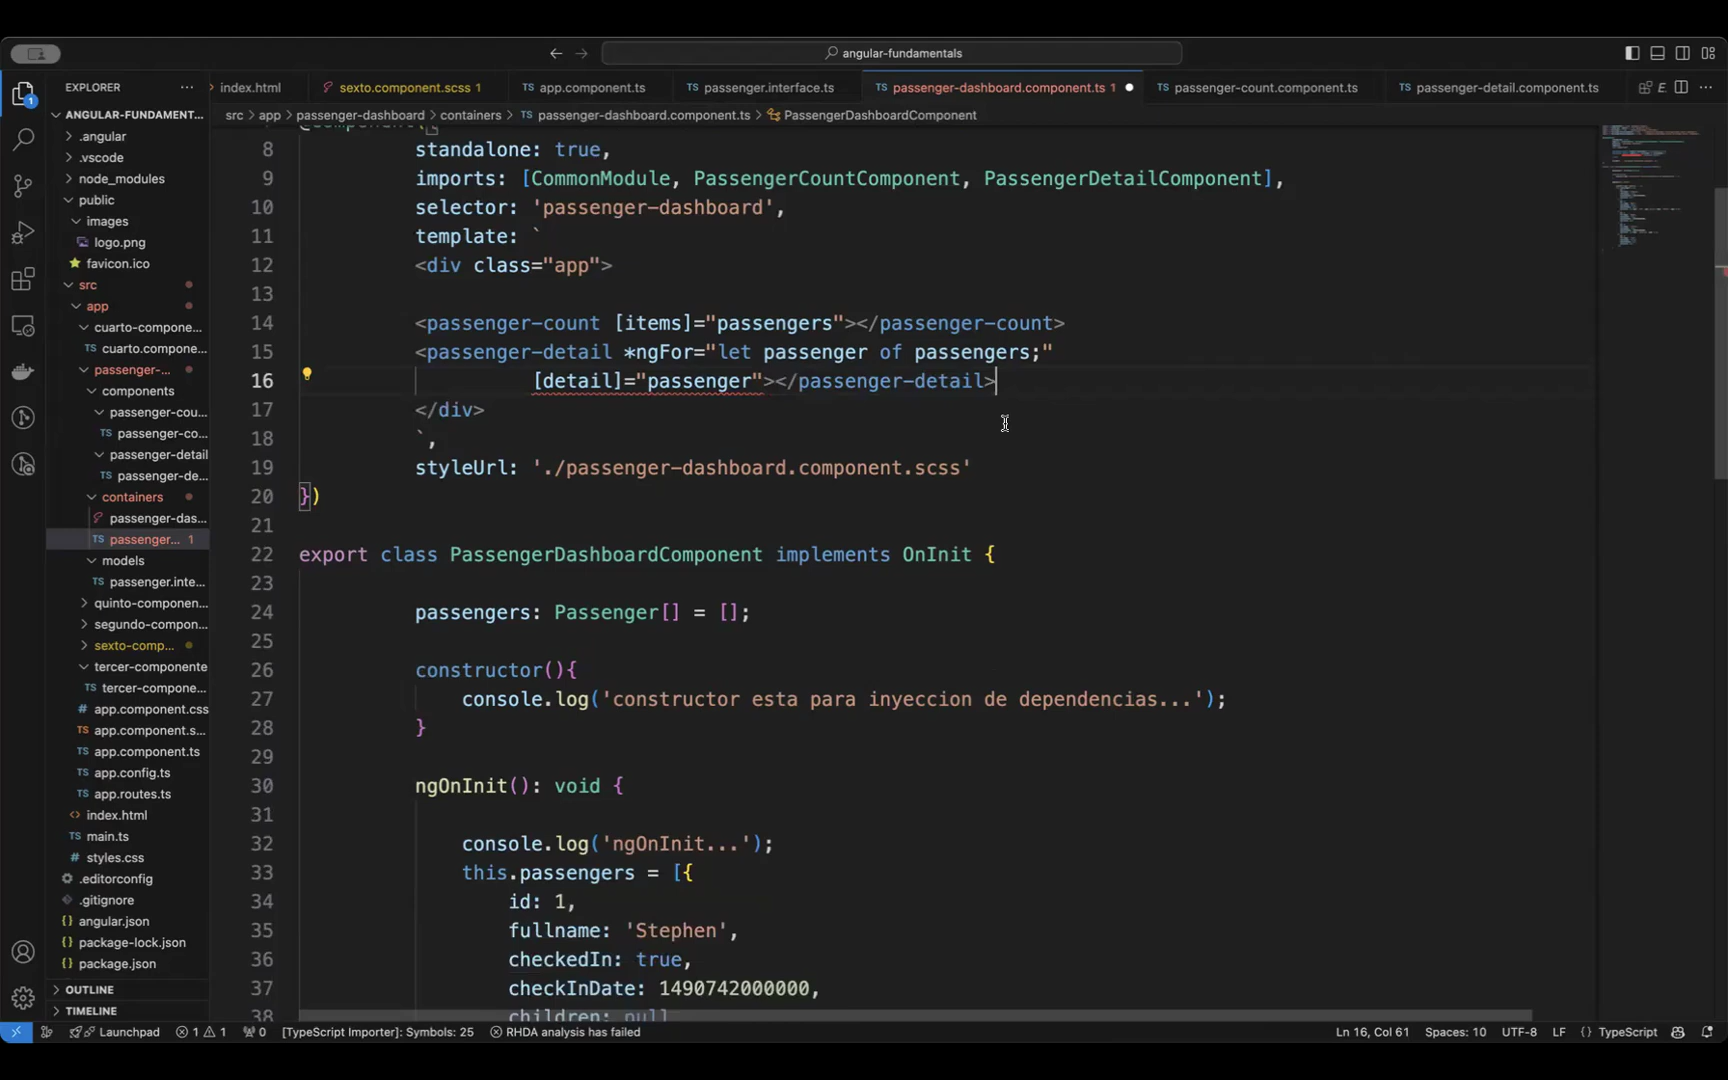 angular-fundamentals
EXPLORER
index.html
sexto.component.scss 1
app.component.ts
passenger.interface.ts
passenger-dashboard.component.ts 1
passenger-count.component.ts
passenger-detail.component.ts
src > app > passenger-dashboard > containers > passenger-dashboard.component.ts > PassengerDashboardComponent
ANGULAR-FUNDAMENT...
.angular
.vscode
node_modules
public
images
logo.png
favicon.ico
src
app
cuarto-compone...
cuarto.compone...
passenger-...
components
passenger-cou...
passenger-co...
passenger-detail
passenger-de...
containers
passenger-das...
passenger... 1
models
passenger.inte...
quinto-componen...
segundo-compon...
sexto-comp...
tercer-componente
tercer-compone...
app.component.css
app.component.s...
app.component.ts
app.config.ts
app.routes.ts
index.html
main.ts
styles.css
.editorconfig
.gitignore
angular.json
package-lock.json
package.json
OUTLINE
TIMELINE
8 standalone: true,
9 imports: [CommonModule, PassengerCountComponent, PassengerDetailComponent],
10 selector: 'passenger-dashboard',
11 template: `
12 <div class="app">
13
14 <passenger-count [items]="passengers"></passenger-count>
15 <passenger-detail *ngFor="let passenger of passengers;"
16 [detail]="passenger"></passenger-detail>
17 </div>
18 `,
19 styleUrl: './passenger-dashboard.component.scss'
20 })
21
22 export class PassengerDashboardComponent implements OnInit {
23
24 passengers: Passenger[] = [];
25
26 constructor(){
27 console.log('constructor esta para inyeccion de dependencias...');
28 }
29
30 ngOnInit(): void {
31
32 console.log('ngOnInit...');
33 this.passengers = [{
34 id: 1,
35 fullname: 'Stephen',
36 checkedIn: true,
37 checkInDate: 1490742000000,
38 children: null
Launchpad
1 1
0
[TypeScript Importer]: Symbols: 25
RHDA analysis has failed
Ln 16, Col 61
Spaces: 10
UTF-8
LF
{} TypeScript